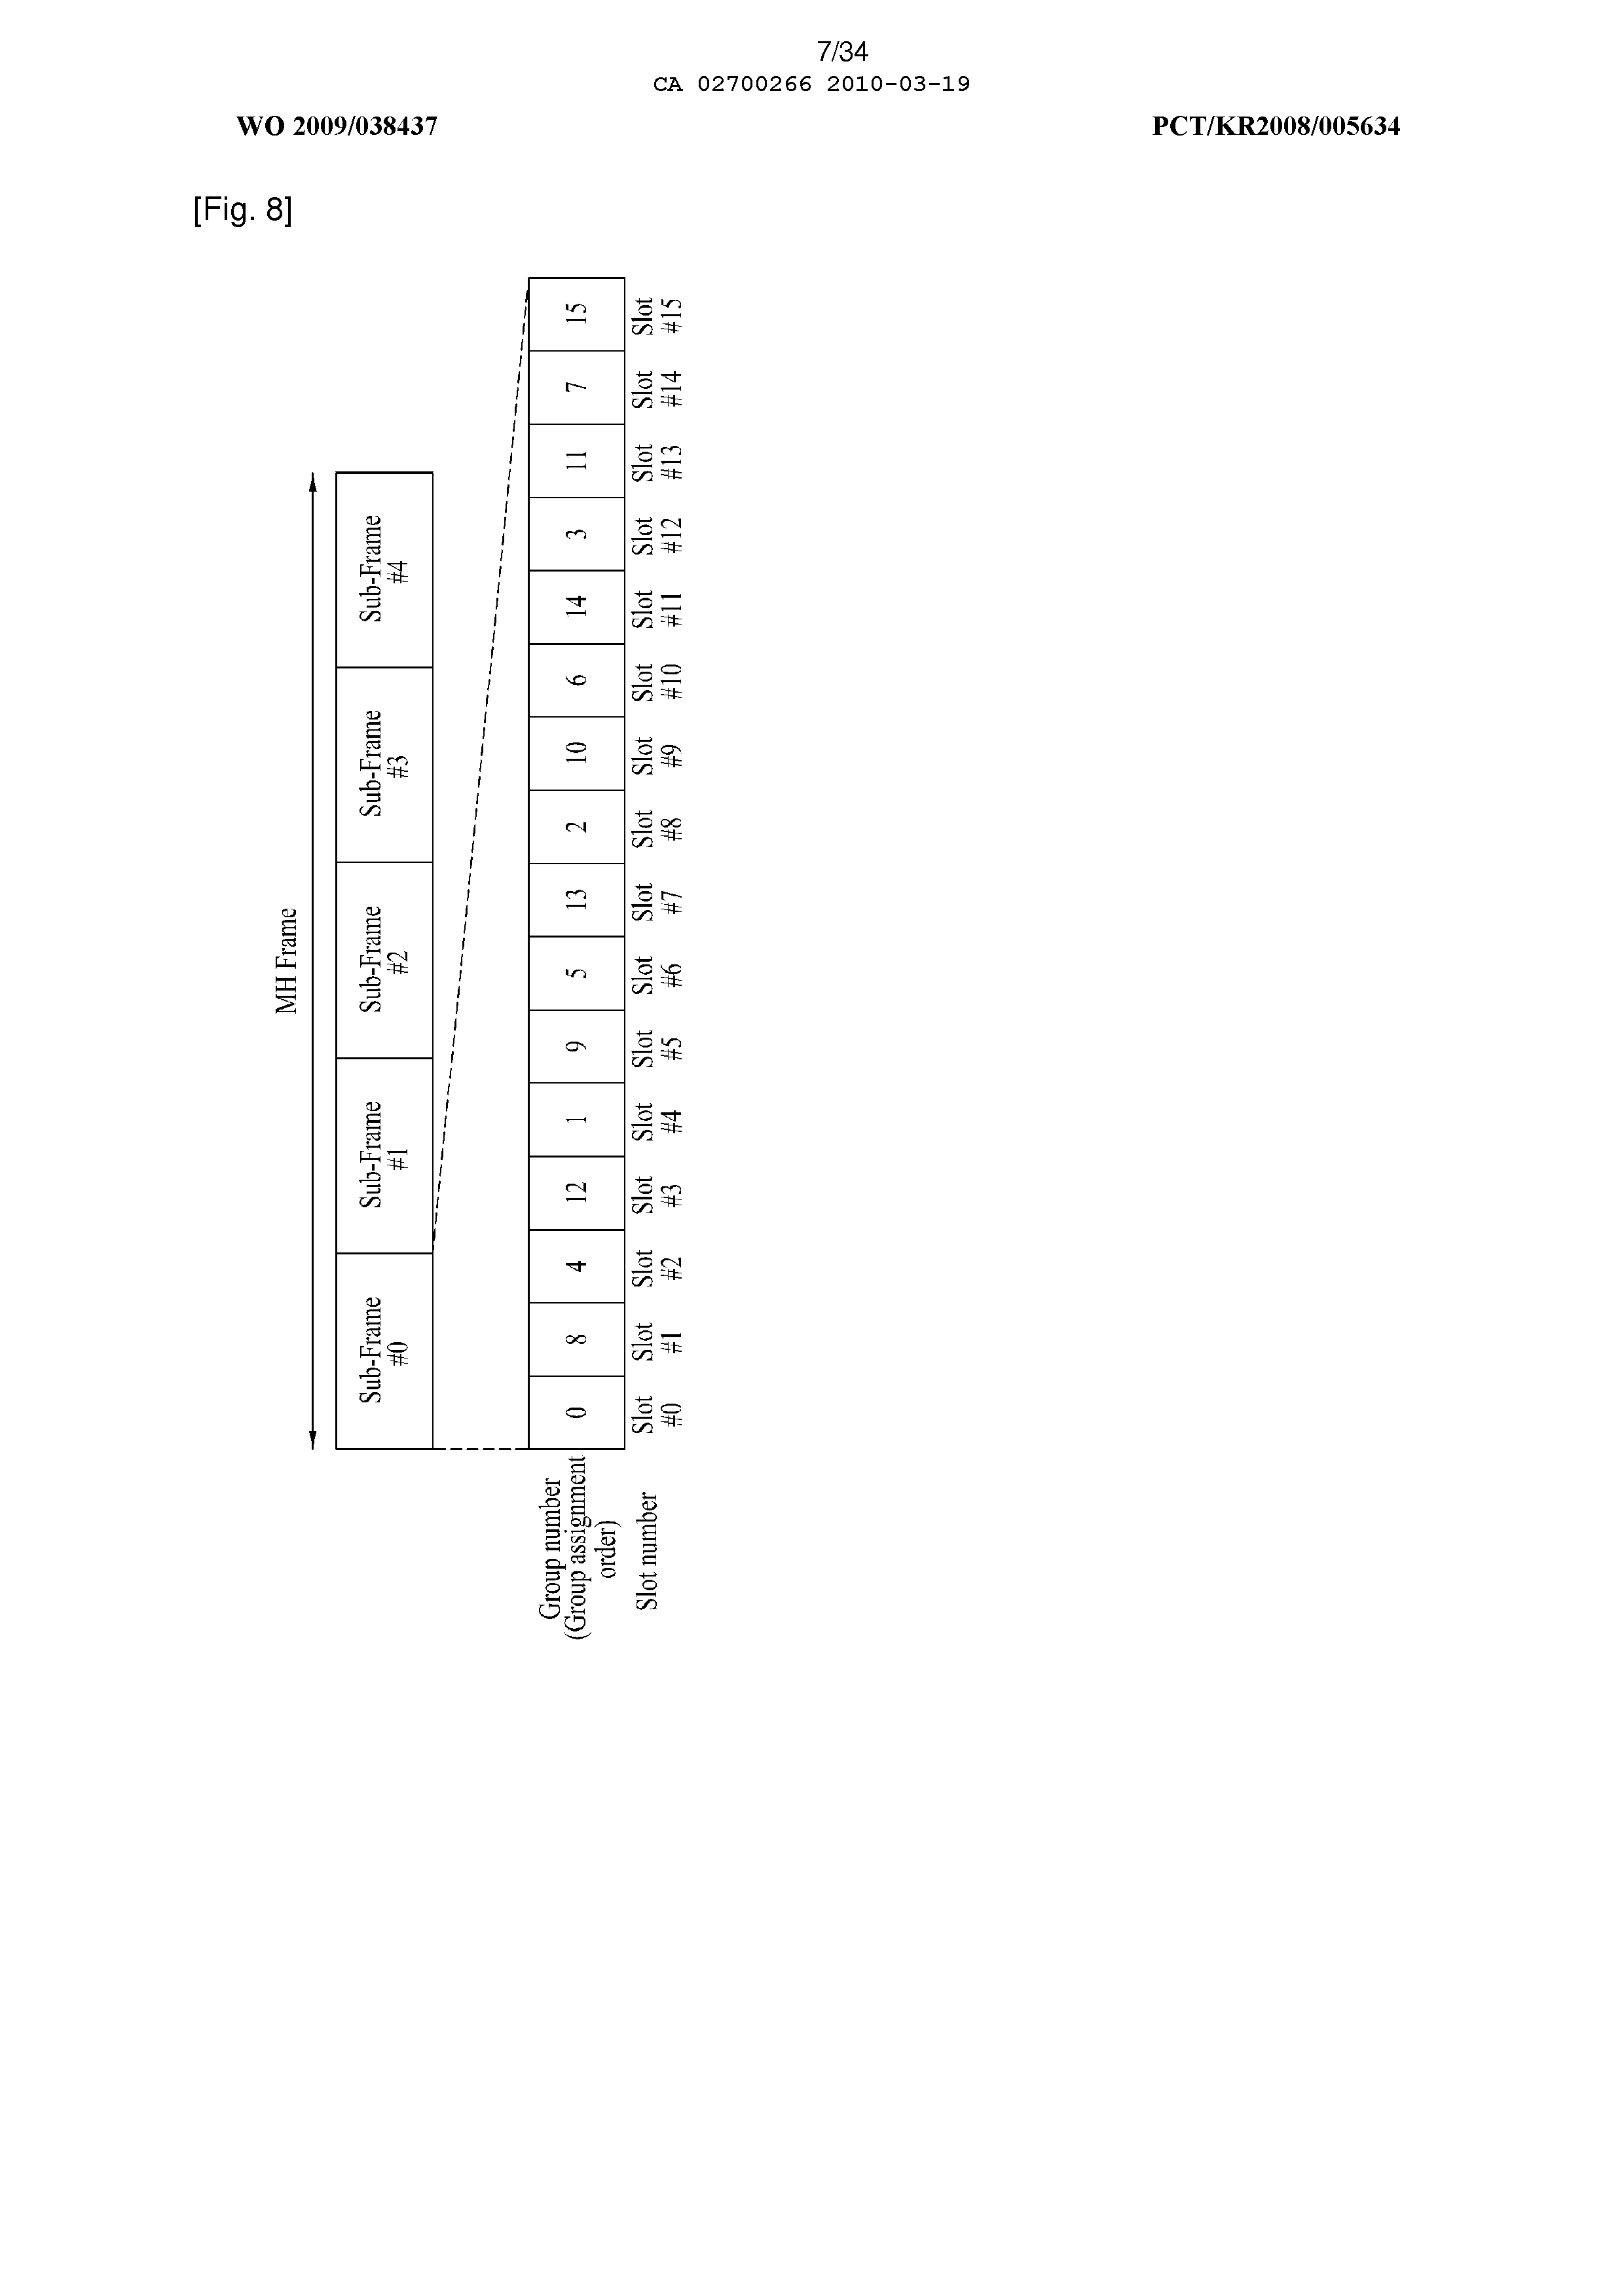 7/34
CA 02700266 2010-03-19
WO 2009/038437
PCT/KR2008/005634
[Fig. 8]
MH Frame
Sub-Frame
#0
Sub-Frame
#1
Sub-Frame
#2
Sub-Frame
#3
Sub-Frame
#4
Group number
(Group assignment
order)
0
8
4
12
1
9
5
13
2
10
6
14
3
11
7
15
Slot number
Slot
#0
Slot
#1
Slot
#2
Slot
#3
Slot
#4
Slot
#5
Slot
#6
Slot
#7
Slot
#8
Slot
#9
Slot
#10
Slot
#11
Slot
#12
Slot
#13
Slot
#14
Slot
#15